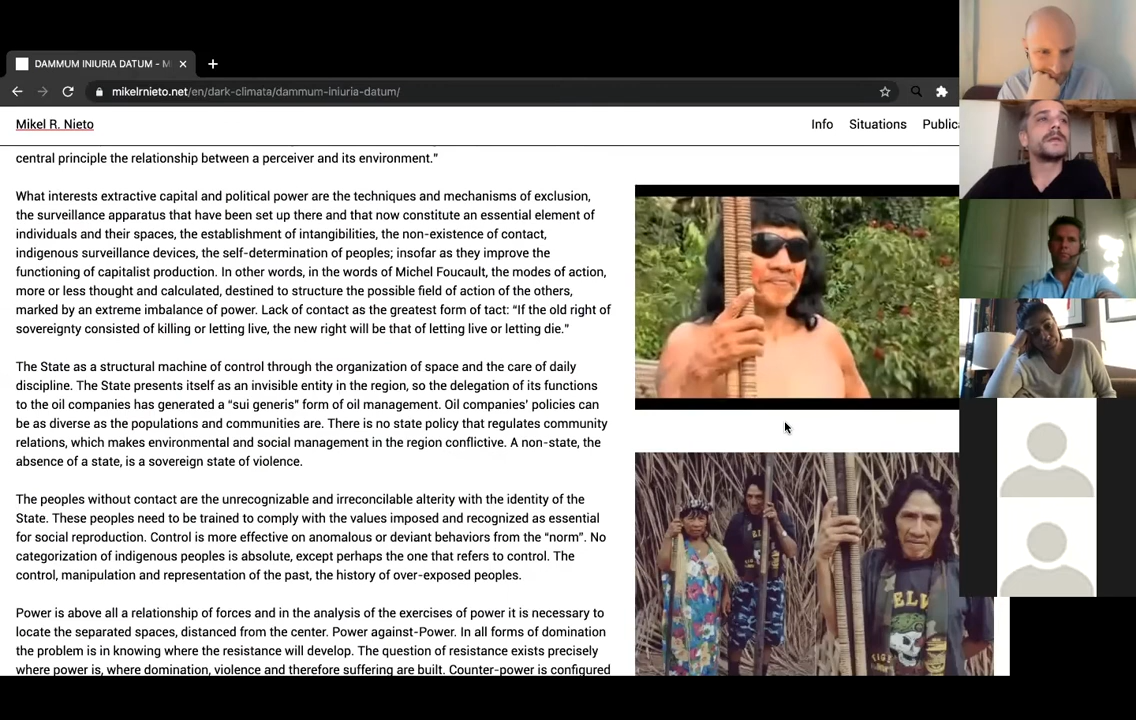 DAMMUM INIURIA DATUM - M
mikelrnieto.net/en/dark-climata/dammum-iniuria-datum/
Mikel R. Nieto
Info
Situations
Publica
central principle the relationship between a perceiver and its environment.”
What interests extractive capital and political power are the techniques and mechanisms of exclusion,
the surveillance apparatus that have been set up there and that now constitute an essential element of
individuals and their spaces, the establishment of intangibilities, the non-existence of contact,
indigenous surveillance devices, the self-determination of peoples; insofar as they improve the
functioning of capitalist production. In other words, in the words of Michel Foucault, the modes of action,
more or less thought and calculated, destined to structure the possible field of action of the others,
marked by an extreme imbalance of power. Lack of contact as the greatest form of tact: “If the old right of
sovereignty consisted of killing or letting live, the new right will be that of letting live or letting die.”
The State as a structural machine of control through the organization of space and the care of daily
discipline. The State presents itself as an invisible entity in the region, so the delegation of its functions
to the oil companies has generated a “sui generis” form of oil management. Oil companies’ policies can
be as diverse as the populations and communities are. There is no state policy that regulates community
relations, which makes environmental and social management in the region conflictive. A non-state, the
absence of a state, is a sovereign state of violence.
The peoples without contact are the unrecognizable and irreconcilable alterity with the identity of the
State. These peoples need to be trained to comply with the values imposed and recognized as essential
for social reproduction. Control is more effective on anomalous or deviant behaviors from the “norm”. No
categorization of indigenous peoples is absolute, except perhaps the one that refers to control. The
control, manipulation and representation of the past, the history of over-exposed peoples.
Power is above all a relationship of forces and in the analysis of the exercises of power it is necessary to
locate the separated spaces, distanced from the center. Power against-Power. In all forms of domination
the problem is in knowing where the resistance will develop. The question of resistance exists precisely
where power is, where domination, violence and therefore suffering are built. Counter-power is configured